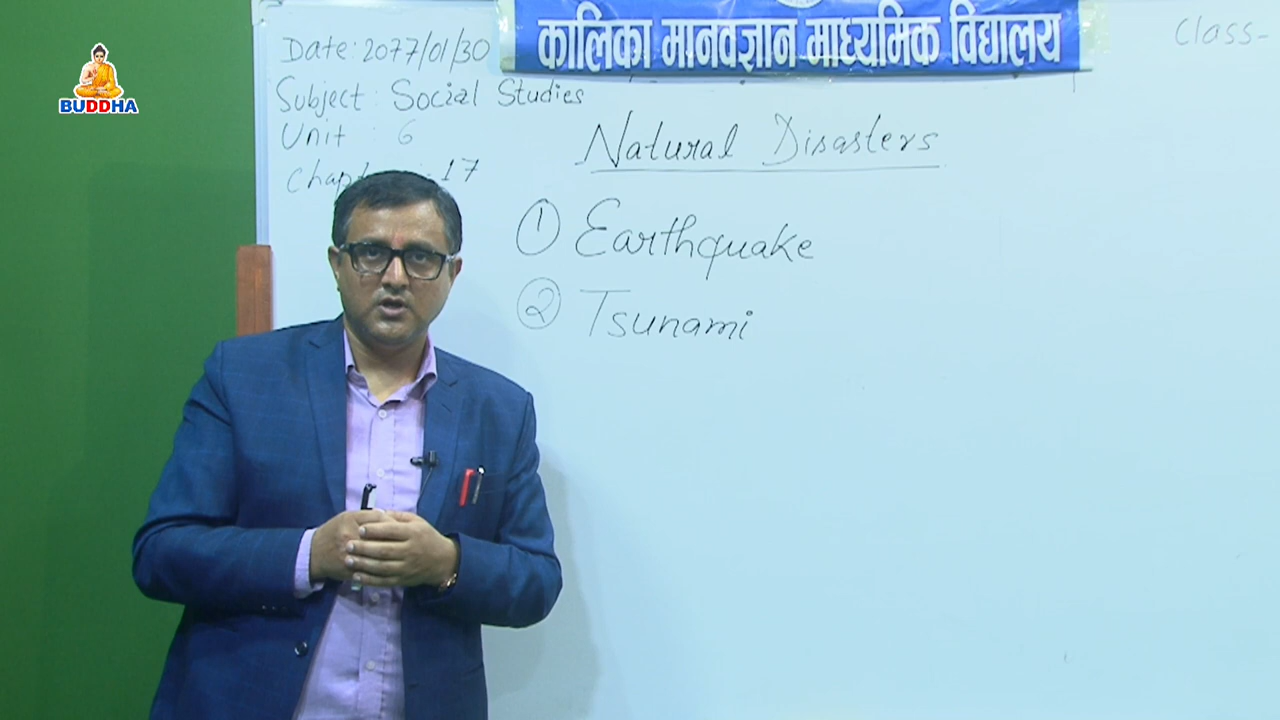 BUDDHA
कालिका मानवज्ञान माध्यमिक विद्यालय
Class-
Date: 2077/01/30
Subject: Social Studies
Unit : 6
: 17
Natural Disasters
① Earthquake
② Tsunami